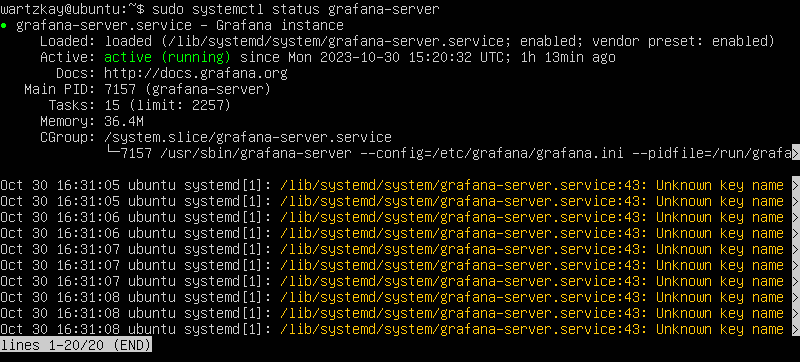 wartzkay@ubuntu:~$ sudo systemctl status grafana-server
● grafana-server.service - Grafana instance
Loaded: loaded (/lib/systemd/system/grafana-server.service; enabled; vendor preset: enabled)
Active: active (running) since Mon 2023-10-30 15:20:32 UTC; 1h 13min ago
Docs: http://docs.grafana.org
Main PID: 7157 (grafana-server)
Tasks: 15 (limit: 2257)
Memory: 36.4M
CGroup: /system.slice/grafana-server.service
└─7157 /usr/sbin/grafana-server --config=/etc/grafana/grafana.ini --pidfile=/run/grafa>
Oct 30 16:31:05 ubuntu systemd[1]: /lib/systemd/system/grafana-server.service:43: Unknown key name >
Oct 30 16:31:05 ubuntu systemd[1]: /lib/systemd/system/grafana-server.service:43: Unknown key name >
Oct 30 16:31:06 ubuntu systemd[1]: /lib/systemd/system/grafana-server.service:43: Unknown key name >
Oct 30 16:31:06 ubuntu systemd[1]: /lib/systemd/system/grafana-server.service:43: Unknown key name >
Oct 30 16:31:07 ubuntu systemd[1]: /lib/systemd/system/grafana-server.service:43: Unknown key name >
Oct 30 16:31:07 ubuntu systemd[1]: /lib/systemd/system/grafana-server.service:43: Unknown key name >
Oct 30 16:31:07 ubuntu systemd[1]: /lib/systemd/system/grafana-server.service:43: Unknown key name >
Oct 30 16:31:08 ubuntu systemd[1]: /lib/systemd/system/grafana-server.service:43: Unknown key name >
Oct 30 16:31:08 ubuntu systemd[1]: /lib/systemd/system/grafana-server.service:43: Unknown key name >
Oct 30 16:31:08 ubuntu systemd[1]: /lib/systemd/system/grafana-server.service:43: Unknown key name >
lines 1-20/20 (END)